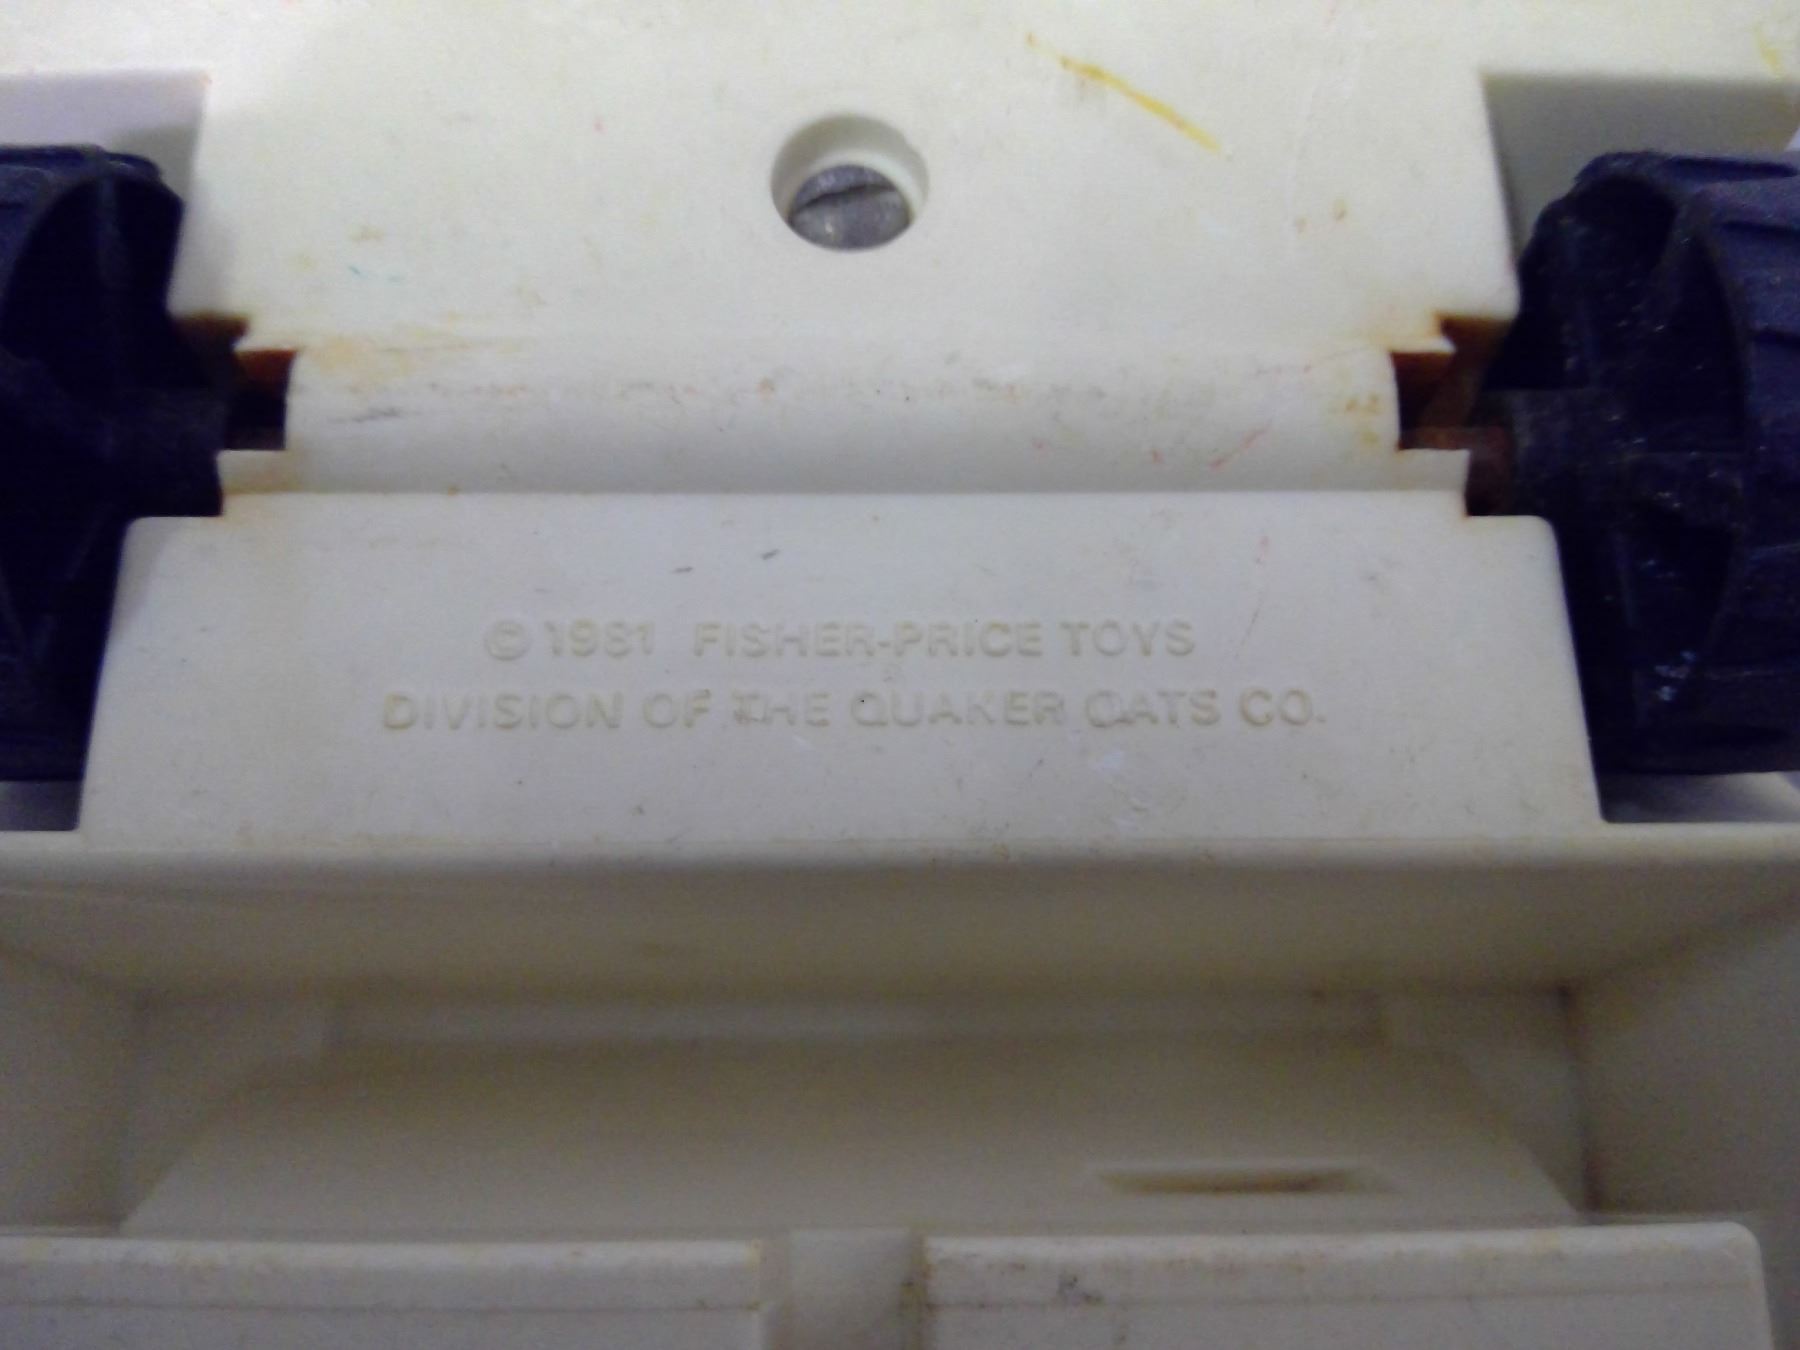 © 1981 FISHER-PRICE TOYS
DIVISION OF THE QUAKER OATS CO.